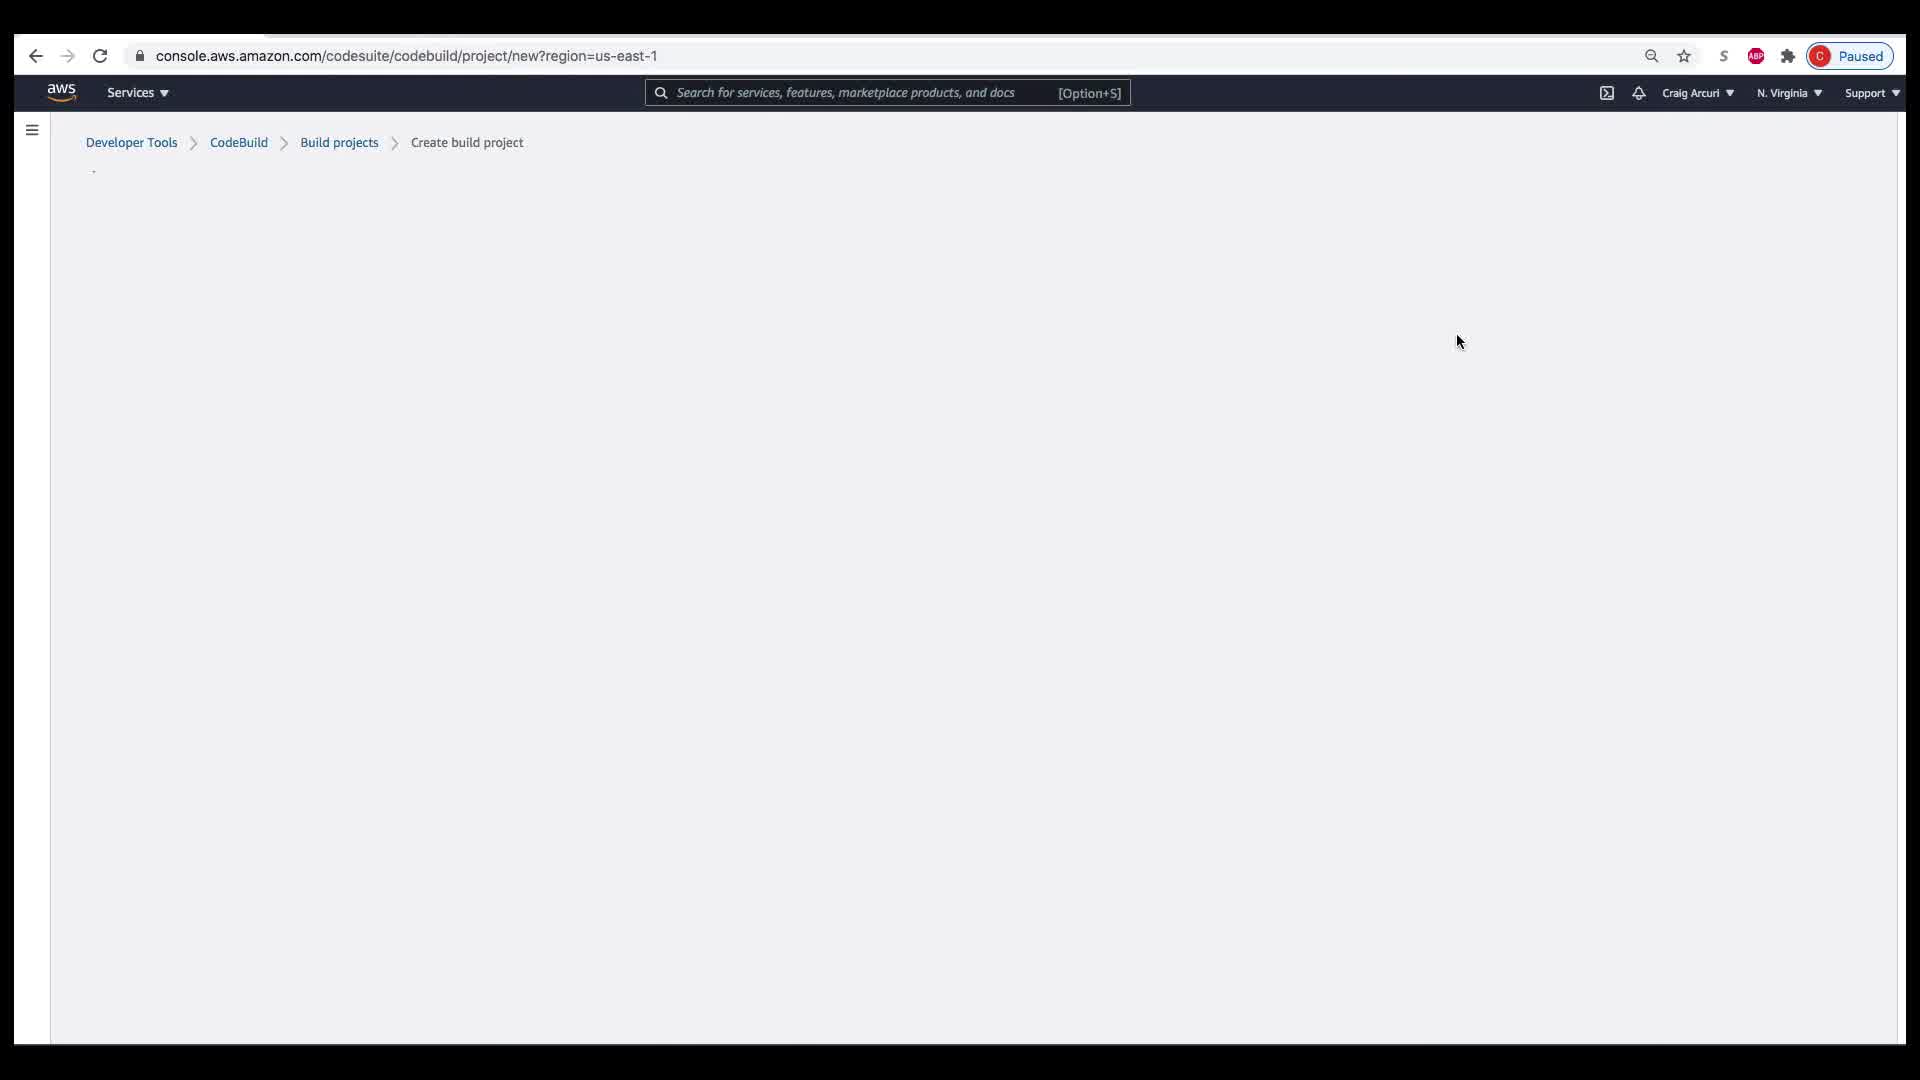 console.aws.amazon.com/codesuite/codebuild/project/new?region=us-east-1
S
ABP
C
Paused
aws
Services
Search for services, features, marketplace products, and docs
[Option+S]
Craig Arcuri
N. Virginia
Support
Developer Tools
CodeBuild
Build projects
Create build project